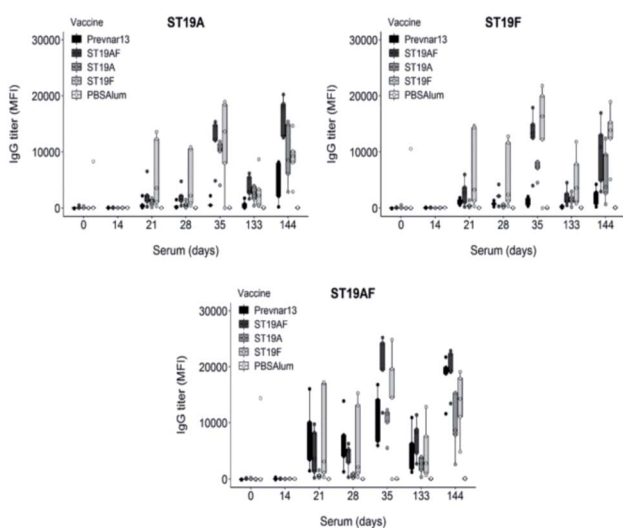 ST19A
Vaccine
Prevnar13
ST19AF
ST19A
ST19F
PBSAlum
IgG titer (MFI)
30000
20000
10000
0
0 14 21 28 35 133 144
Serum (days)
ST19F
Vaccine
Prevnar13
ST19AF
ST19A
ST19F
PBSAlum
IgG titer (MFI)
30000
20000
10000
0
0 14 21 28 35 133 144
Serum (days)
ST19AF
Vaccine
Prevnar13
ST19AF
ST19A
ST19F
PBSAlum
IgG titer (MFI)
30000
20000
10000
0
0 14 21 28 35 133 144
Serum (days)